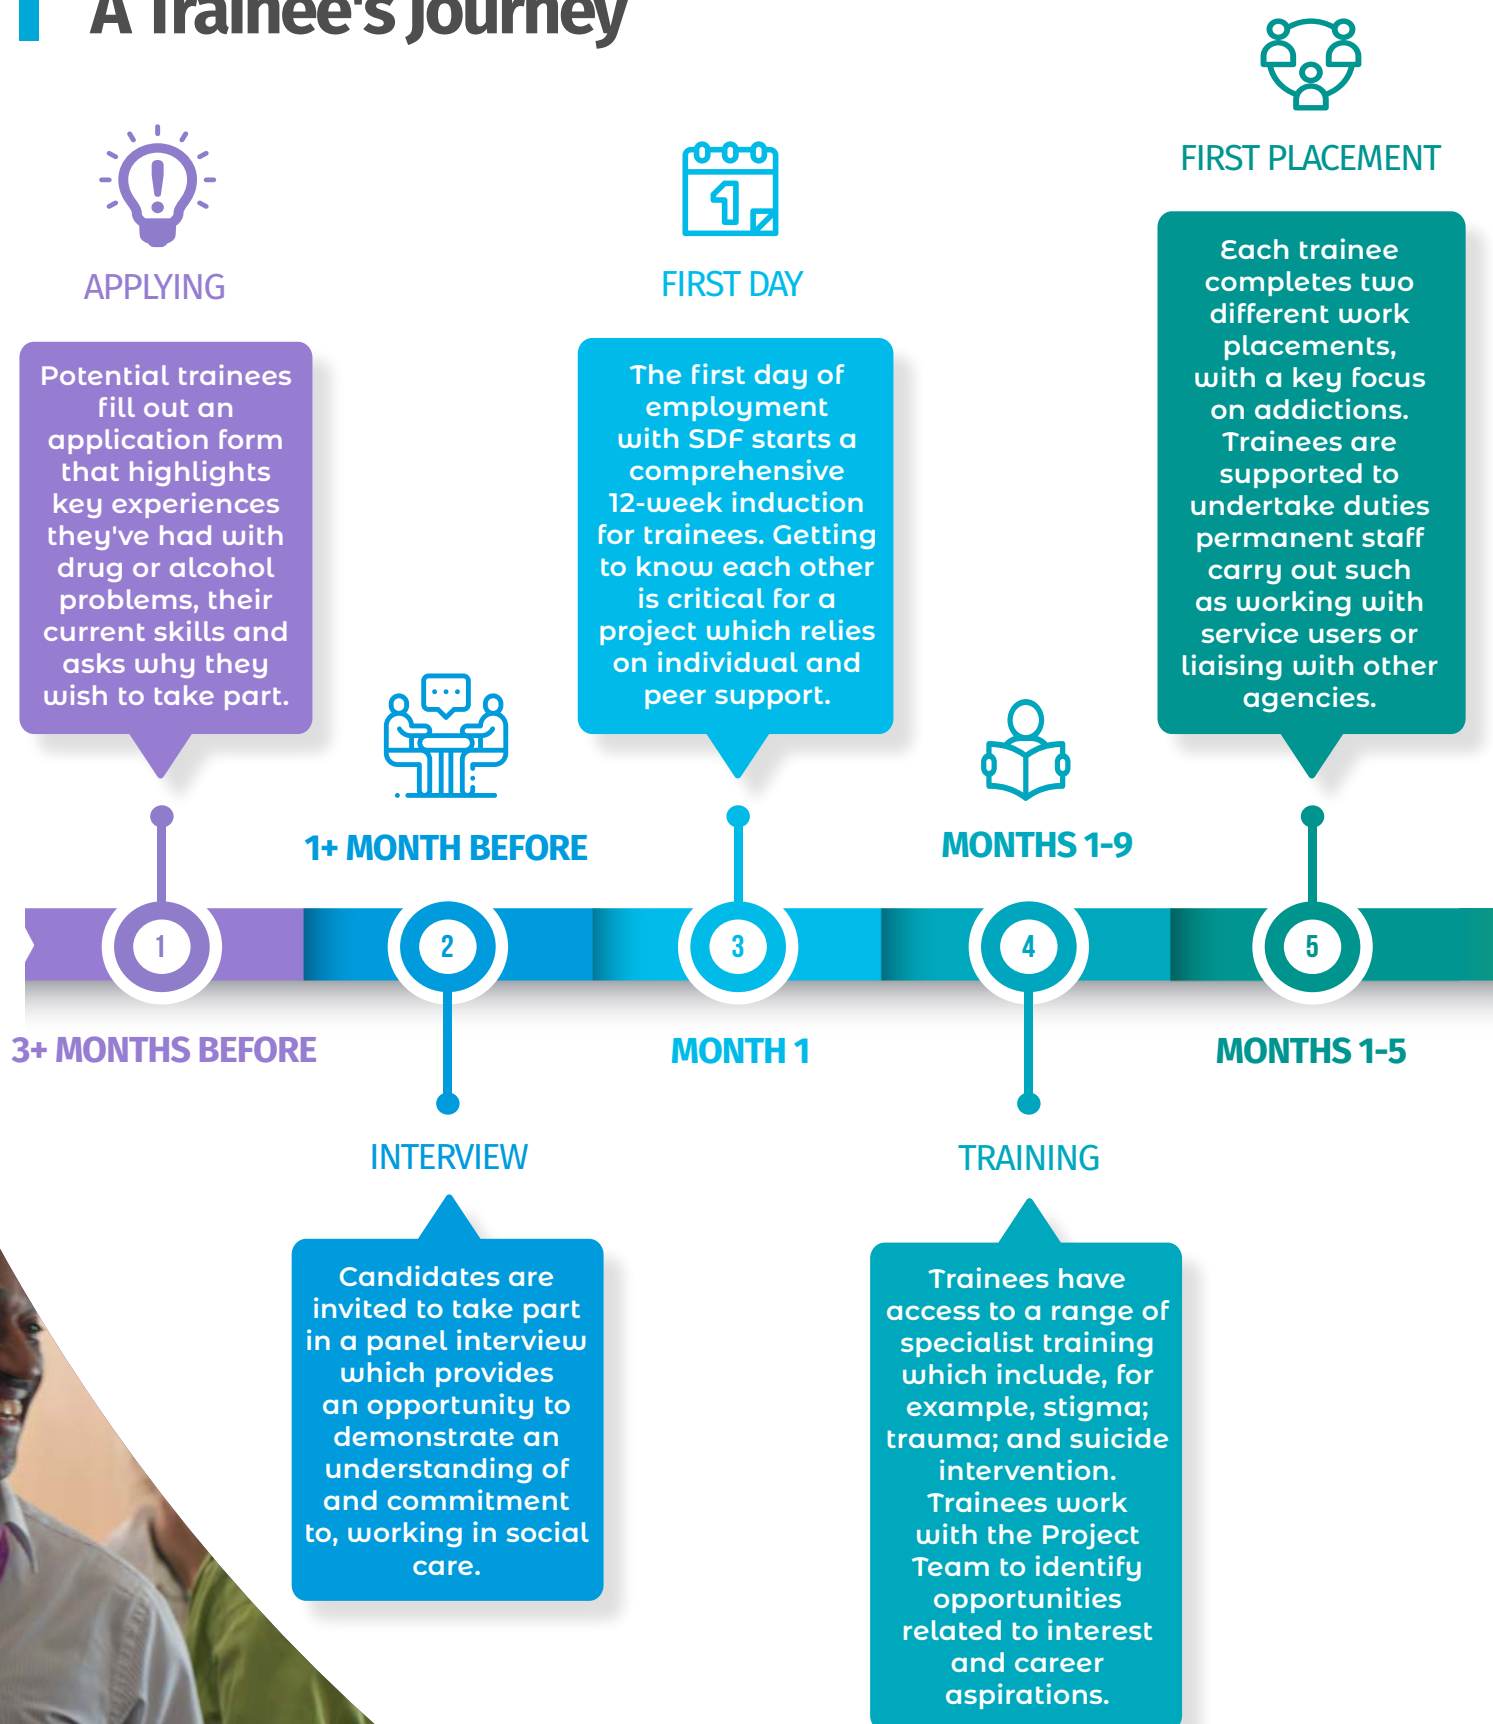 A Trainee's Journey
APPLYING
Potential trainees
fill out an
application form
that highlights
key experiences
they've had with
drug or alcohol
problems, their
current skills and
asks why they
wish to take part.
1
3+ MONTHS BEFORE
1+ MONTH BEFORE
2
INTERVIEW
Candidates are
invited to take part
in a panel interview
which provides
an opportunity to
demonstrate an
understanding of
and commitment
to, working in social
care.
1
FIRST DAY
The first day of
employment
with SDF starts a
comprehensive
12-week induction
for trainees. Getting
to know each other
is critical for a
project which relies
on individual and
peer support.
3
MONTH 1
MONTHS 1-9
4
TRAINING
Trainees have
access to a range of
specialist training
which include, for
example, stigma;
trauma; and suicide
intervention.
Trainees work
with the Project
Team to identify
opportunities
related to interest
and career
aspirations.
FIRST PLACEMENT
Each trainee
completes two
different work
placements,
with a key focus
on addictions.
Trainees are
supported to
undertake duties
permanent staff
carry out such
as working with
service users or
liaising with other
agencies.
5
MONTHS 1-5